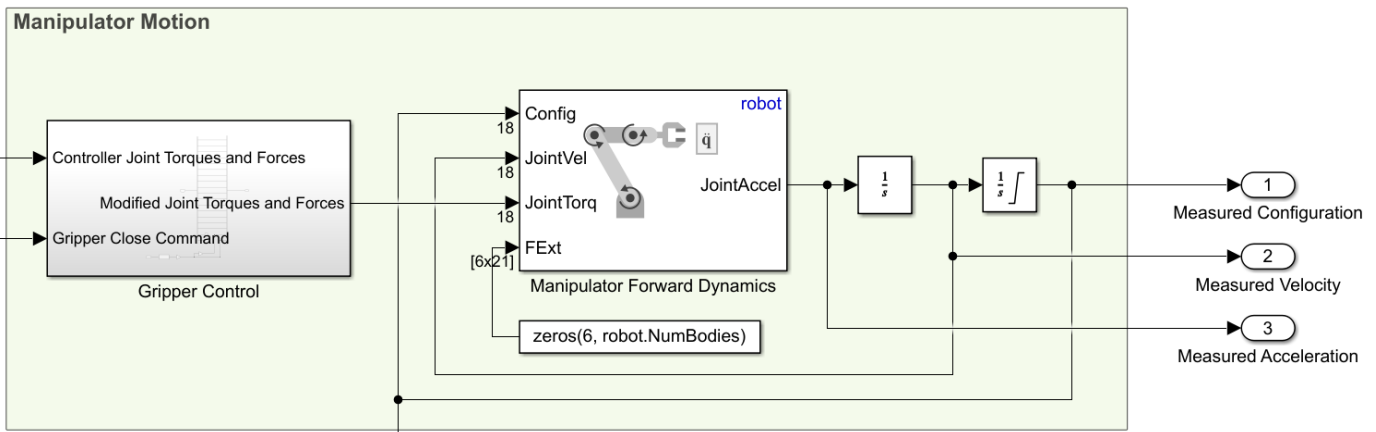 Manipulator Motion
robot
Config
18
q̈
Controller Joint Torques and Forces
JointVel
18
JointAccel
1
s
1
s
1
Measured Configuration
Modified Joint Torques and Forces
JointTorq
18
Gripper Close Command
FExt
[6x21]
2
Measured Velocity
Gripper Control
Manipulator Forward Dynamics
zeros(6, robot.NumBodies)
3
Measured Acceleration